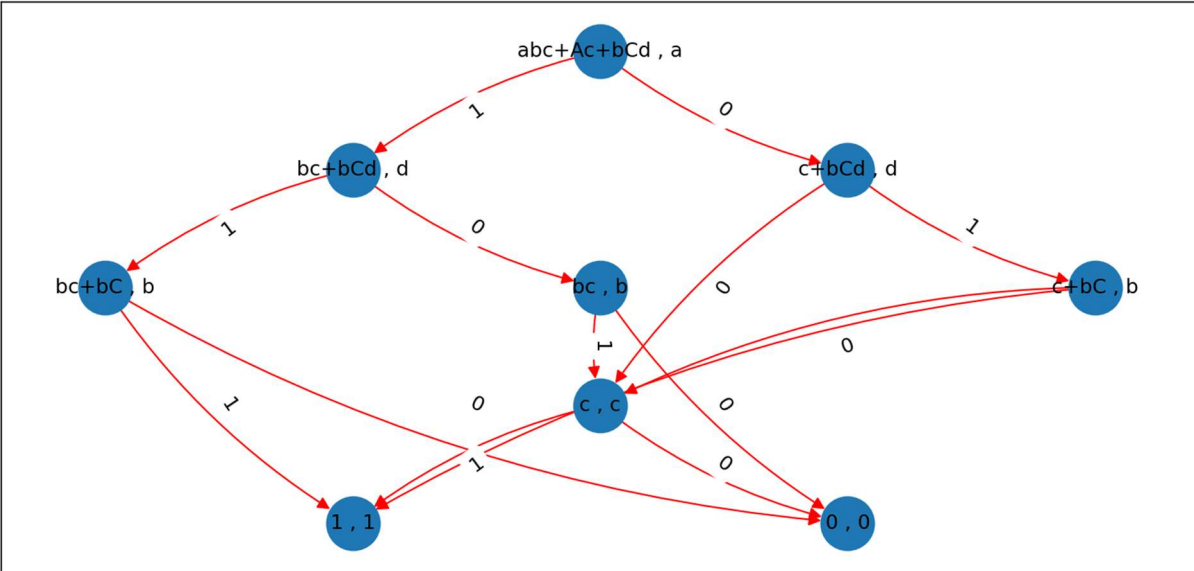 abc+Ac+bCd , a
1
0
bc+bCd , d
c+bCd , d
1
0
1
bc+bC , b
bc , b
0
c+bC , b
1
0
1
0
c , c
0
1
0
1 , 1
0 , 0